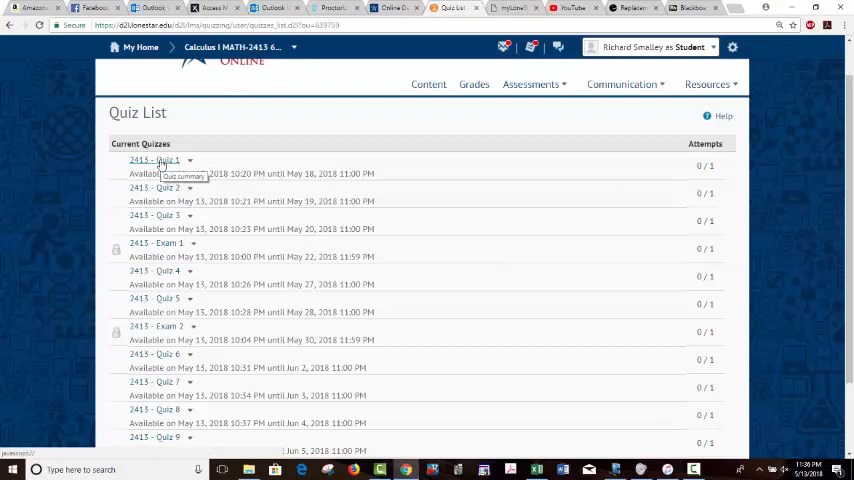 Amazon
Facebook
Outlook
Access M
Outlook
ProctorU
Online Ev
Quiz List
myLoneS
YouTube
Replacem
Blackboa
Secure
https://d2l.lonestar.edu/d2l/lms/quizzing/user/quizzes_list.d2l?ou=639759
My Home
Calculus I MATH-2413 6...
Richard Smalley as Student
ONLINE
Content Grades Assessments Communication Resources
Quiz List
Help
Current Quizzes Attempts
2413 - Quiz 1
0 / 1
Available on May 13, 2018 10:20 PM until May 18, 2018 11:00 PM
Quiz summary
2413 - Quiz 2
0 / 1
Available on May 13, 2018 10:21 PM until May 19, 2018 11:00 PM
2413 - Quiz 3
0 / 1
Available on May 13, 2018 10:23 PM until May 20, 2018 11:00 PM
2413 - Exam 1
0 / 1
Available on May 13, 2018 10:00 PM until May 22, 2018 11:59 PM
2413 - Quiz 4
0 / 1
Available on May 13, 2018 10:26 PM until May 27, 2018 11:00 PM
2413 - Quiz 5
0 / 1
Available on May 13, 2018 10:28 PM until May 28, 2018 11:00 PM
2413 - Exam 2
0 / 1
Available on May 13, 2018 10:04 PM until May 30, 2018 11:59 PM
2413 - Quiz 6
0 / 1
Available on May 13, 2018 10:31 PM until Jun 2, 2018 11:00 PM
2413 - Quiz 7
0 / 1
Available on May 13, 2018 10:34 PM until Jun 3, 2018 11:00 PM
2413 - Quiz 8
0 / 1
Available on May 13, 2018 10:37 PM until Jun 4, 2018 11:00 PM
2413 - Quiz 9
0 / 1
Jun 5, 2018 11:00 PM
javascript://
Type here to search
11:36 PM
5/13/2018